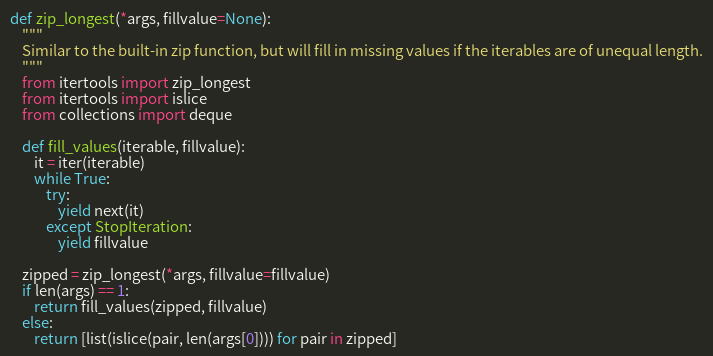 def zip_longest(*args, fillvalue=None):
    """
    Similar to the built-in zip function, but will fill in missing values if the iterables are of unequal length.
    """
    from itertools import zip_longest
    from itertools import islice
    from collections import deque

    def fill_values(iterable, fillvalue):
        it = iter(iterable)
        while True:
            try:
                yield next(it)
            except StopIteration:
                yield fillvalue

    zipped = zip_longest(*args, fillvalue=fillvalue)
    if len(args) == 1:
        return fill_values(zipped, fillvalue)
    else:
        return [list(islice(pair, len(args[0]))) for pair in zipped]